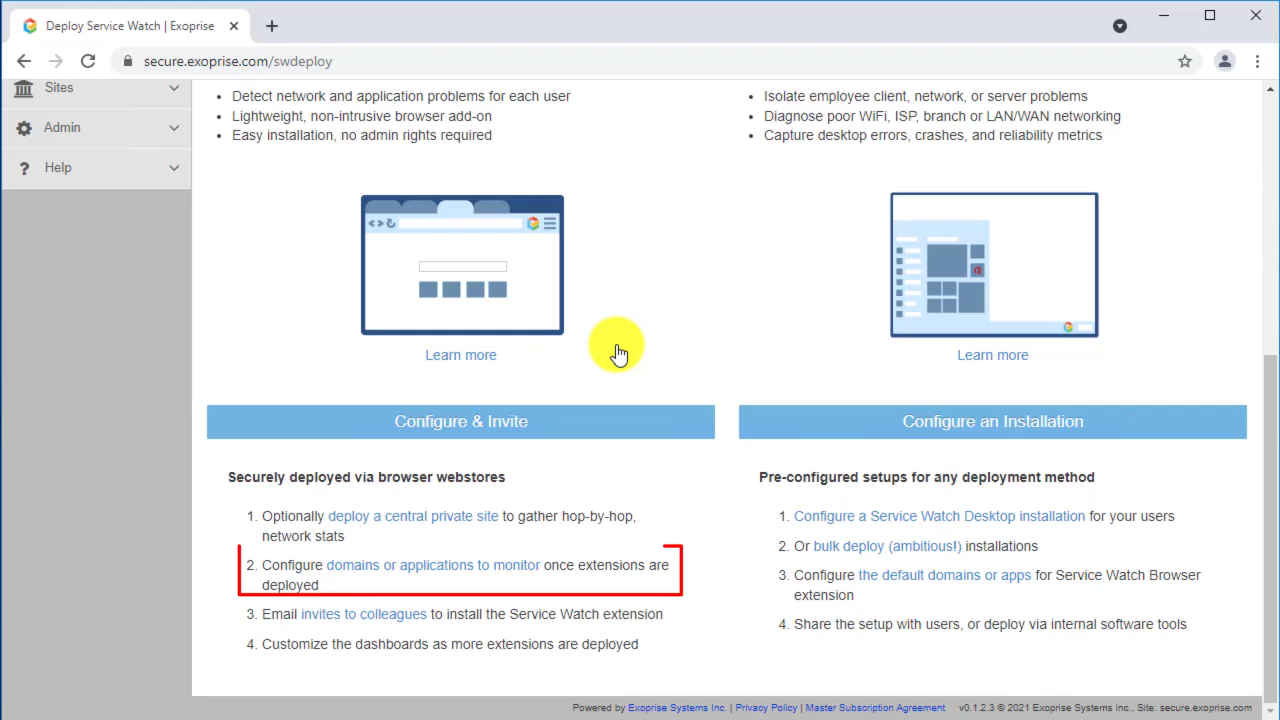 Deploy Service Watch | Exoprise
secure.exoprise.com/swdeploy
Sites
Admin
? Help
• Detect network and application problems for each user
• Lightweight, non-intrusive browser add-on
• Easy installation, no admin rights required
Learn more
Configure & Invite
Securely deployed via browser webstores
1. Optionally deploy a central private site to gather hop-by-hop,
network stats
2. Configure domains or applications to monitor once extensions are
deployed
3. Email invites to colleagues to install the Service Watch extension
4. Customize the dashboards as more extensions are deployed
• Isolate employee client, network, or server problems
• Diagnose poor WiFi, ISP, branch or LAN/WAN networking
• Capture desktop errors, crashes, and reliability metrics
Learn more
Configure an Installation
Pre-configured setups for any deployment method
1. Configure a Service Watch Desktop installation for your users
2. Or bulk deploy (ambitious!) installations
3. Configure the default domains or apps for Service Watch Browser
extension
4. Share the setup with users, or deploy via internal software tools
Powered by Exoprise Systems Inc. | Privacy Policy | Master Subscription Agreement v0.1.2.3 © 2021 Exoprise Systems Inc., Site: secure.exoprise.com